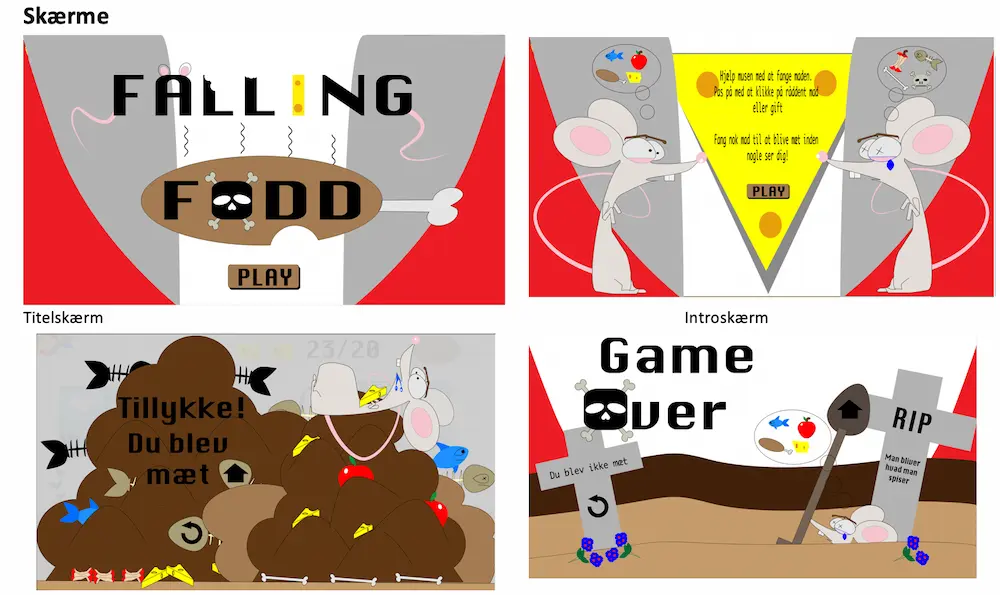 Skærme
FALLING
FODD
PLAY
Hjælp musen med at fange maden.
Pas på med at klikke på råddent mad
eller gift
Fang nok mad til at blive mæt inden
nogle ser dig!
PLAY
Titelskærm
Introskærm
23/20
Tillykke!
Du blev
mæt
Game
Over
Du blev ikke mæt
RIP
Man bliver
hvad man
spiser